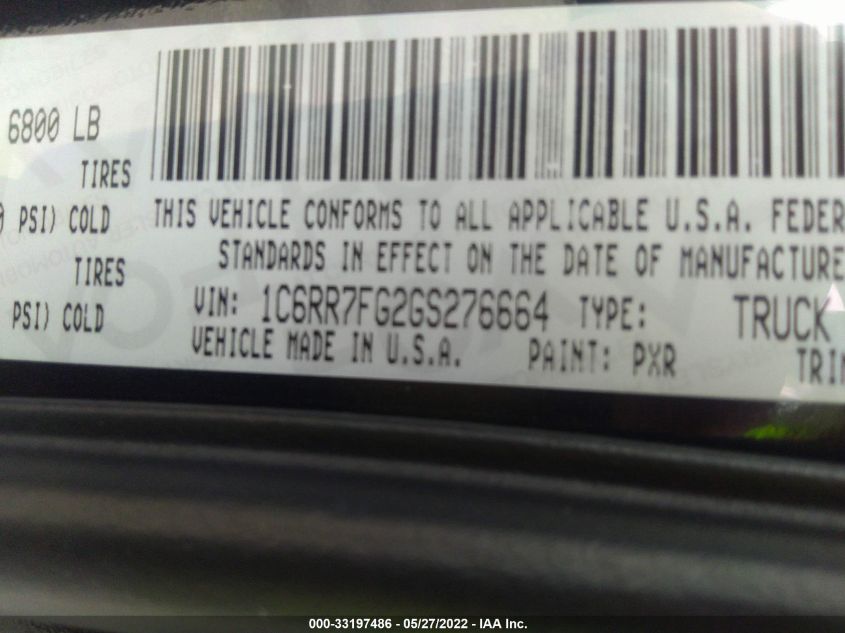 6800 LB
TIRES
PSI) COLD
TIRES
PSI) COLD
THIS VEHICLE CONFORMS TO ALL APPLICABLE U.S.A. FEDER
STANDARDS IN EFFECT ON THE DATE OF MANUFACTURE
VIN: 1C6RR7FG2GS276664 TYPE: TRUCK
VEHICLE MADE IN U.S.A. PAINT: PXR TRI
000-33197486 - 05/27/2022 - IAA Inc.